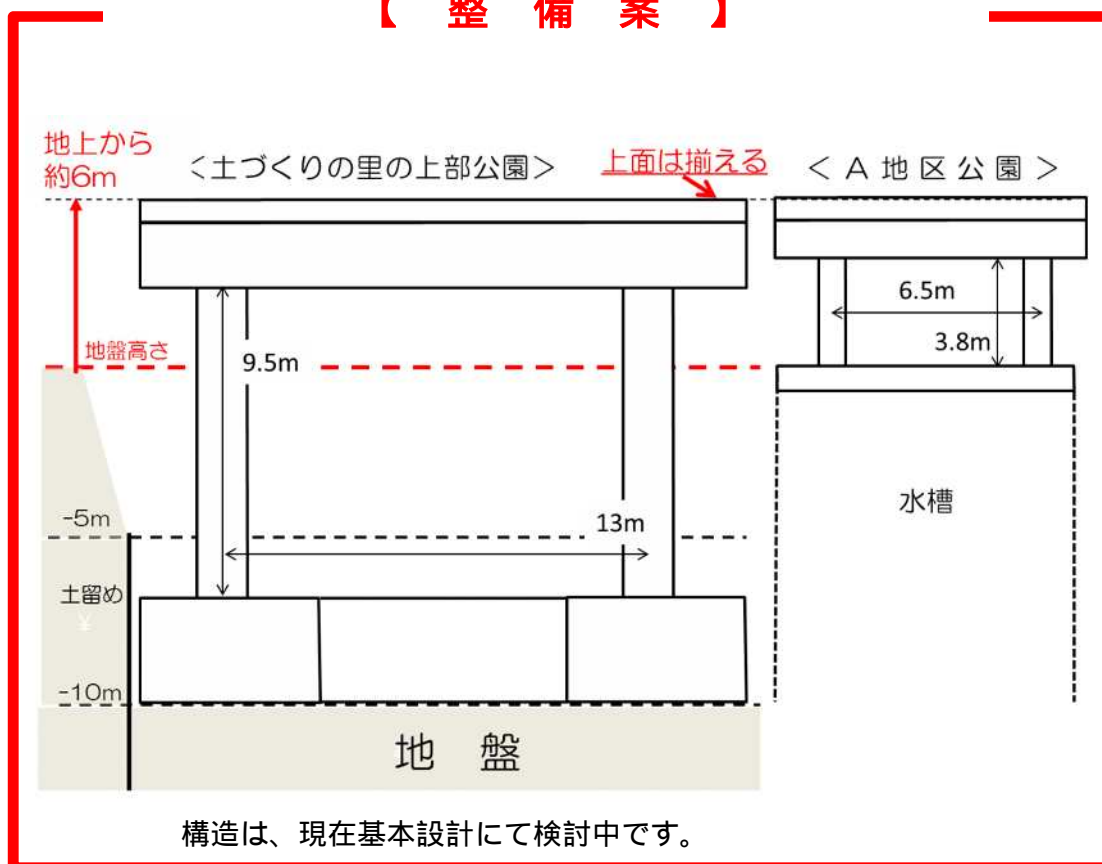 【 整 備 案 】
地上から
約6m
<土づくりの里の上部公園>
上面は揃える
< A 地 区 公 園 >
6.5m
3.8m
地盤高さ
9.5m
水槽
-5m
13m
土留め
¥
-10m
地 盤
構造は、現在基本設計にて検討中です。